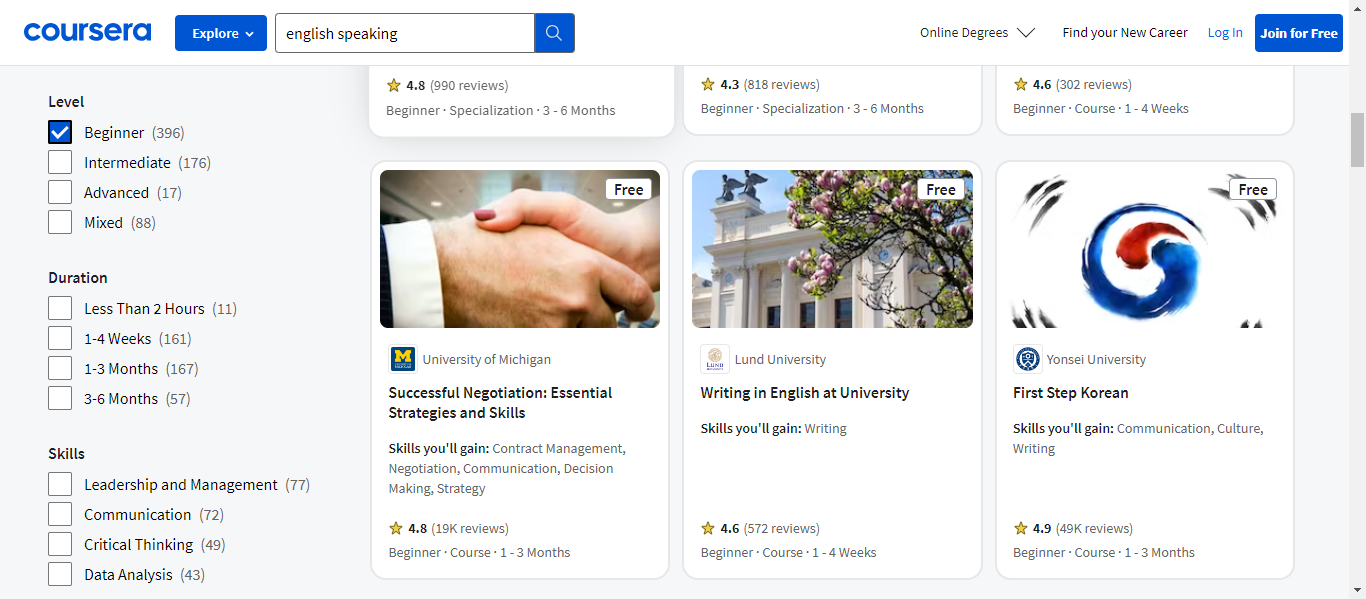 coursera
Explore
english speaking
Online Degrees
Find your New Career
Log In
Join for Free
Level
Beginner (396)
Intermediate (176)
Advanced (17)
Mixed (88)
Duration
Less Than 2 Hours (11)
1-4 Weeks (161)
1-3 Months (167)
3-6 Months (57)
Skills
Leadership and Management (77)
Communication (72)
Critical Thinking (49)
Data Analysis (43)
4.8 (990 reviews)
Beginner · Specialization · 3 - 6 Months
4.3 (818 reviews)
Beginner · Specialization · 3 - 6 Months
4.6 (302 reviews)
Beginner · Course · 1 - 4 Weeks
Free
M
University of Michigan
Successful Negotiation: Essential
Strategies and Skills
Skills you'll gain: Contract Management,
Negotiation, Communication, Decision
Making, Strategy
4.8 (19K reviews)
Beginner · Course · 1 - 3 Months
Free
LUND
Lund University
Writing in English at University
Skills you'll gain: Writing
4.6 (572 reviews)
Beginner · Course · 1 - 4 Weeks
Free
Yonsei University
First Step Korean
Skills you'll gain: Communication, Culture,
Writing
4.9 (49K reviews)
Beginner · Course · 1 - 3 Months